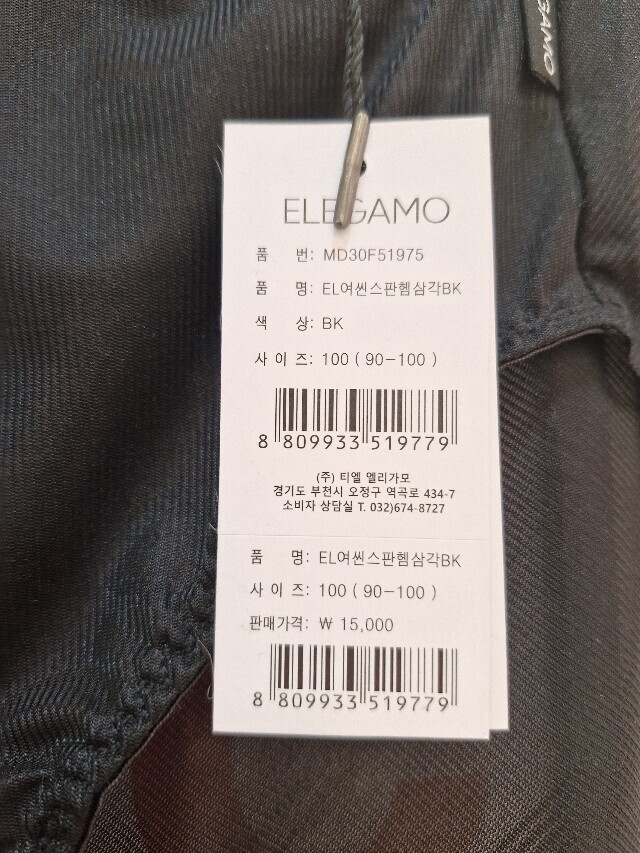 GAMO
ELEGAMO
품 번: MD30F51975
품 명: EL여씬스판헴삼각BK
색 상: BK
사 이 즈: 100 ( 90-100 )
8 809933 519779
(주) 티엘 엘리가모
경기도 부천시 오정구 역곡로 434-7
소비자 상담실 T. 032)674-8727
품 명: EL여씬스판헴삼각BK
사 이 즈: 100 ( 90-100 )
판매가격: ₩ 15,000
8 809933 519779